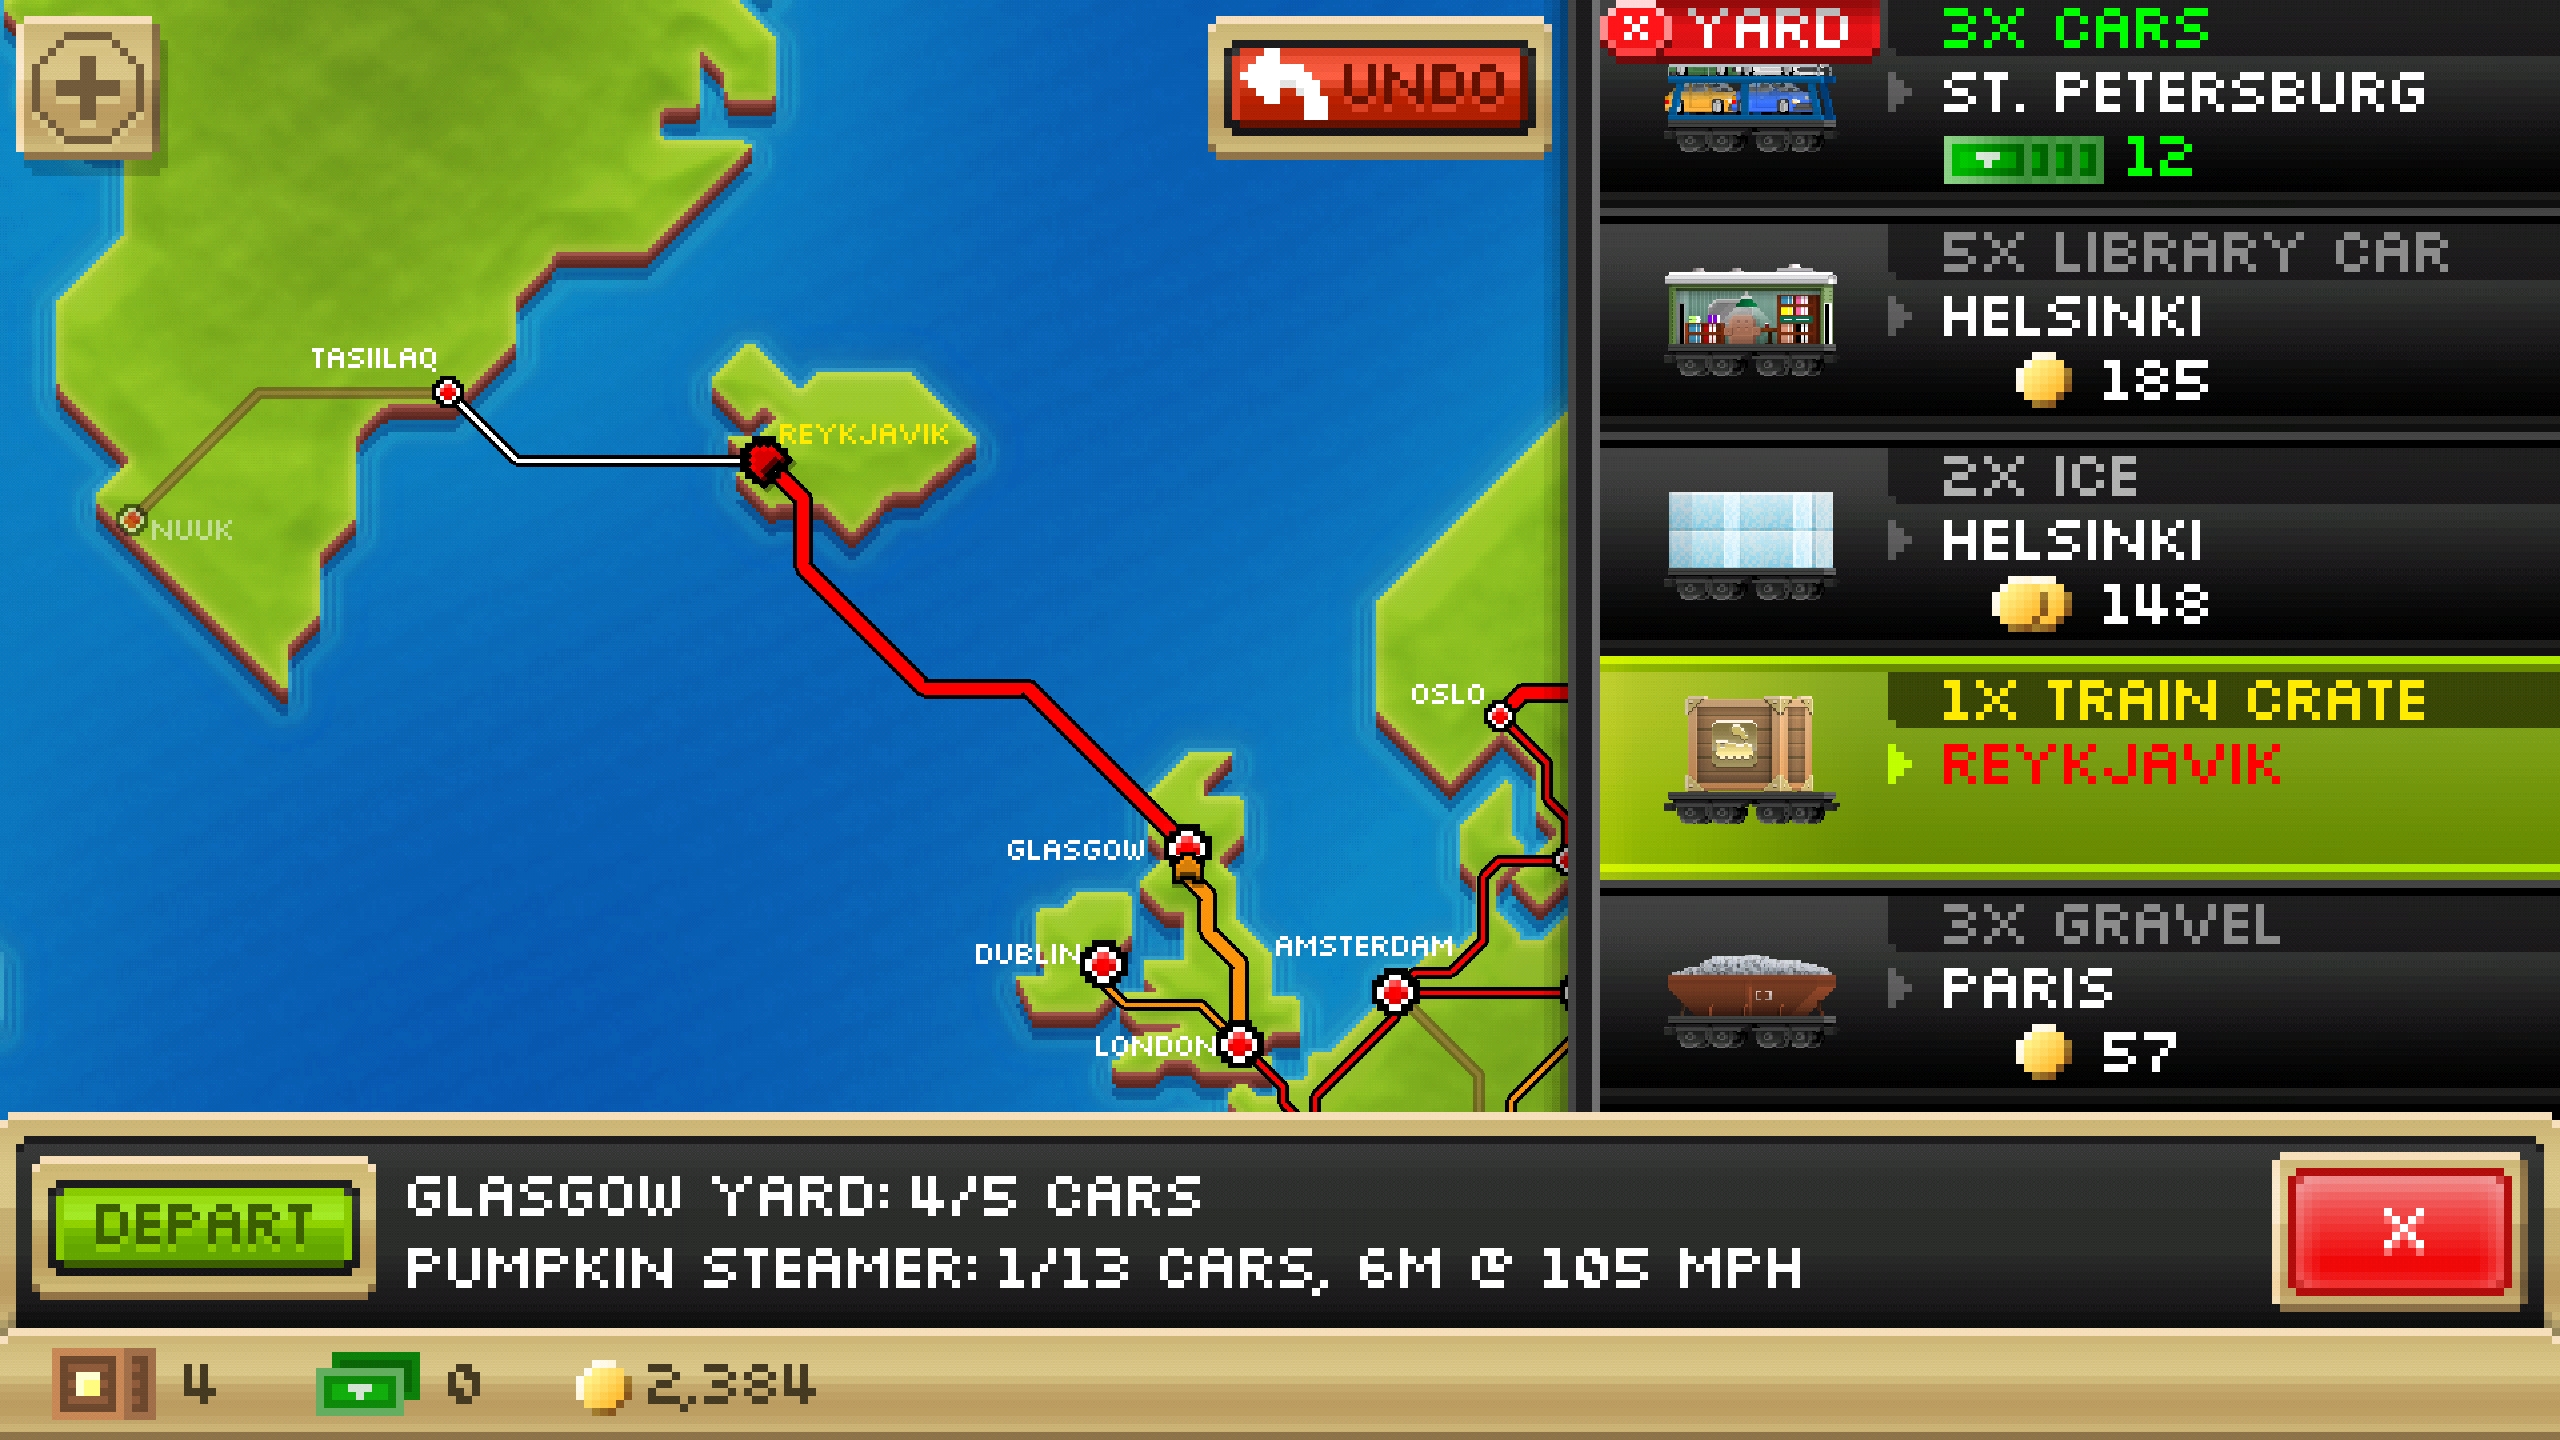 UNDO
TASIILAQ
REYKJAVIK
NUUK
OSLO
GLASGOW
DUBLIN
AMSTERDAM
LONDON
X YARD
3X CARS
ST. PETERSBURG
12
5X LIBRARY CAR
HELSINKI
185
2X ICE
HELSINKI
148
1X TRAIN CRATE
REYKJAVIK
3X GRAVEL
PARIS
57
DEPART
GLASGOW YARD: 4/5 CARS
PUMPKIN STEAMER: 1/13 CARS, 6M @ 105 MPH
X
4 0 2,384